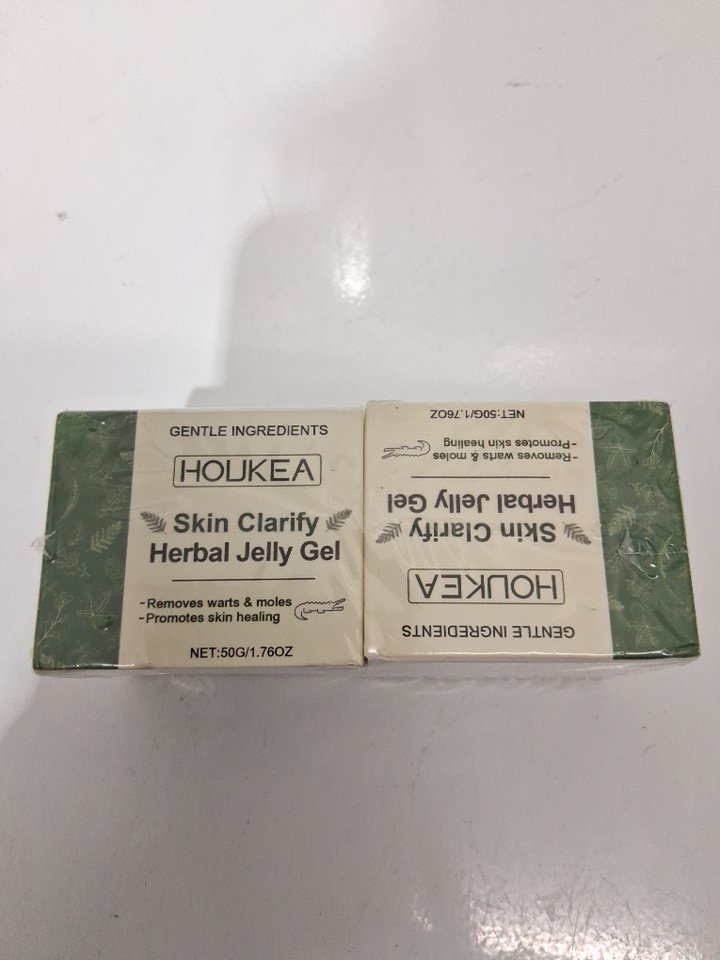 GENTLE INGREDIENTS
HOUKEA
Skin Clarify
Herbal Jelly Gel
-Removes warts & moles
-Promotes skin healing
NET:50G/1.76OZ
GENTLE INGREDIENTS
HOUKEA
Skin Clarify
Herbal Jelly Gel
-Removes warts & moles
-Promotes skin healing
NET:50G/1.76OZ